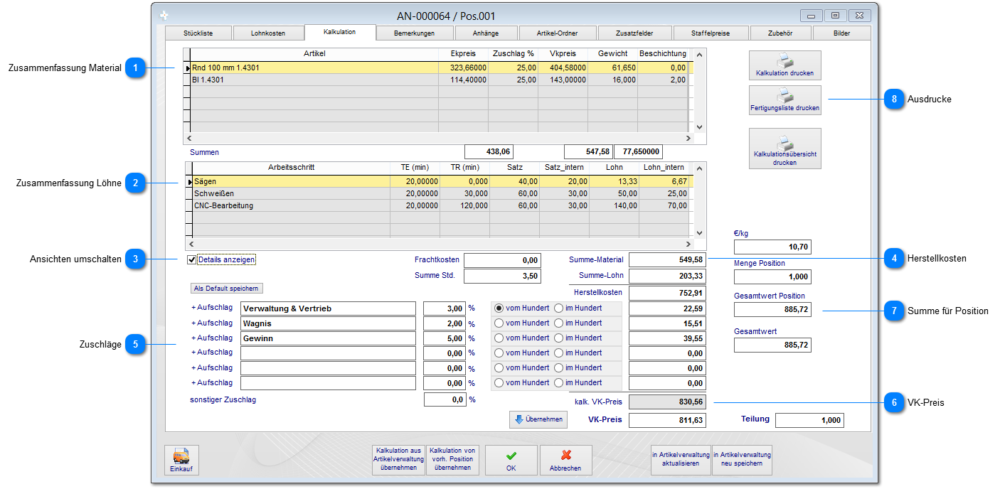 AN-000064 / Pos.001
Stückliste Lohnkosten Kalkulation Bemerkungen Anhänge Artikel-Ordner Zusatzfelder Staffelpreise Zubehör Bilder
Artikel Ekpreis Zuschlag % Vkpreis Gewicht Beschichtung
Zusammenfassung Material 1
Rnd 100 mm 1.4301 323,66000 25,00 404,58000 61,650 0,00
Bl 1.4301 114,40000 25,00 143,00000 16,000 2,00
Kalkulation drucken
Fertigungsliste drucken
8 Ausdrucke
Kalkulationsübersicht
drucken
Summen 438,06 547,58 77,650000
Arbeitsschritt TE (min) TR (min) Satz Satz_intern Lohn Lohn_intern
Zusammenfassung Löhne 2
Sägen 20,00000 0,000 40,00 20,00 13,33 6,67
Schweißen 20,00000 30,000 60,00 30,00 50,00 25,00
CNC-Bearbeitung 20,00000 120,000 60,00 30,00 140,00 70,00
€/kg
10,70
Ansichten umschalten 3
Details anzeigen Frachtkosten 0,00 Summe-Material 549,58
4 Herstellkosten
Menge Position
1,000
Summe Std. 3,50 Summe-Lohn 203,33
Als Default speichern
Herstellkosten 752,91
Gesamtwert Position
885,72
7 Summe für Position
Gesamtwert
885,72
+ Aufschlag Verwaltung & Vertrieb 3,00 % vom Hundert im Hundert 22,59
+ Aufschlag Wagnis 2,00 % vom Hundert im Hundert 15,51
+ Aufschlag Gewinn 5,00 % vom Hundert im Hundert 39,55
Zuschläge 5
+ Aufschlag 0,00 % vom Hundert im Hundert 0,00
+ Aufschlag 0,00 % vom Hundert im Hundert 0,00
+ Aufschlag 0,00 % vom Hundert im Hundert 0,00
sonstiger Zuschlag 0,0 %
kalk. VK-Preis 830,56
6 VK-Preis
Übernehmen VK-Preis 811,63 Teilung 1,000
Einkauf
Kalkulation aus
Artikelverwaltung
übernehmen
Kalkulation von
vorh. Position
übernehmen
OK
Abbrechen
in Artikelverwaltung
aktualisieren
in Artikelverwaltung
neu speichern